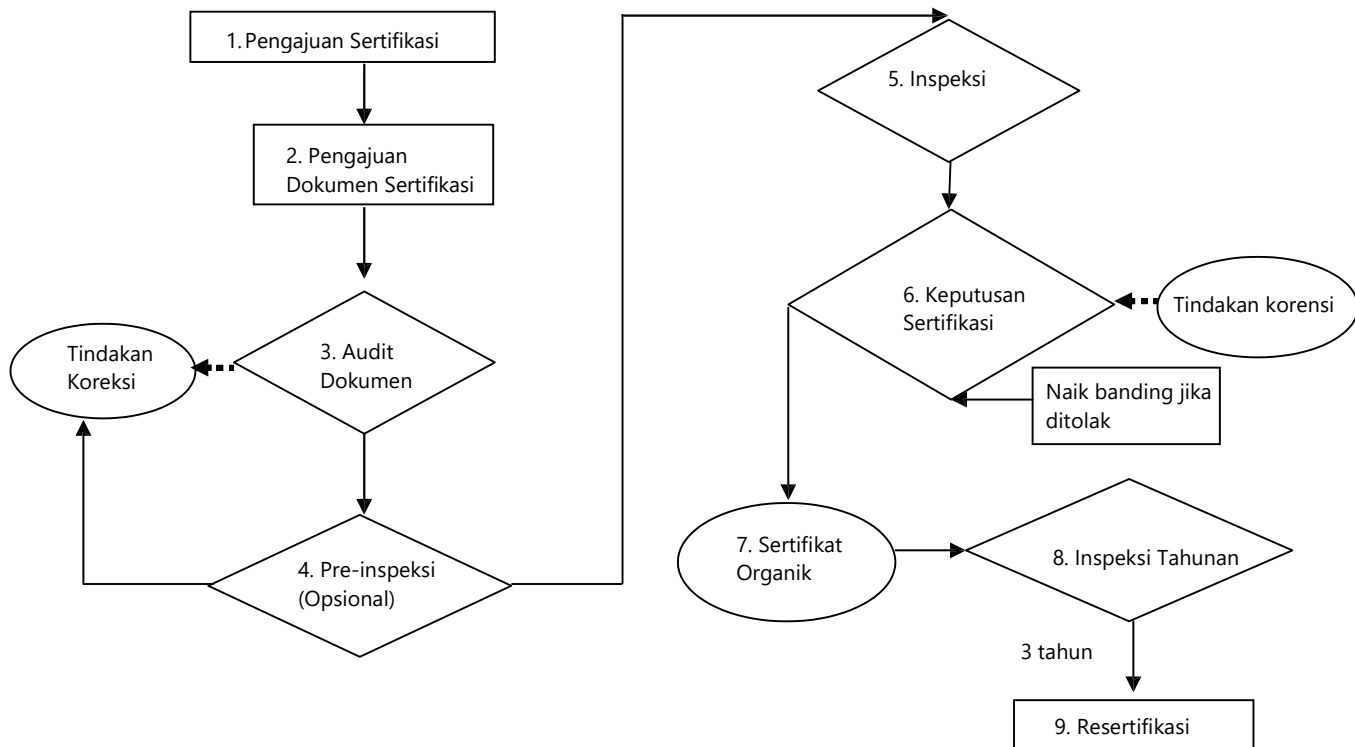 1. Pengajuan Sertifikasi
2. Pengajuan
Dokumen Sertifikasi
3. Audit
Dokumen
Tindakan
Koreksi
4. Pre-inspeksi
(Opsional)
5. Inspeksi
6. Keputusan
Sertifikasi
Tindakan korensi
Naik banding jika
ditolak
7. Sertifikat
Organik
8. Inspeksi Tahunan
3 tahun
9. Resertifikasi